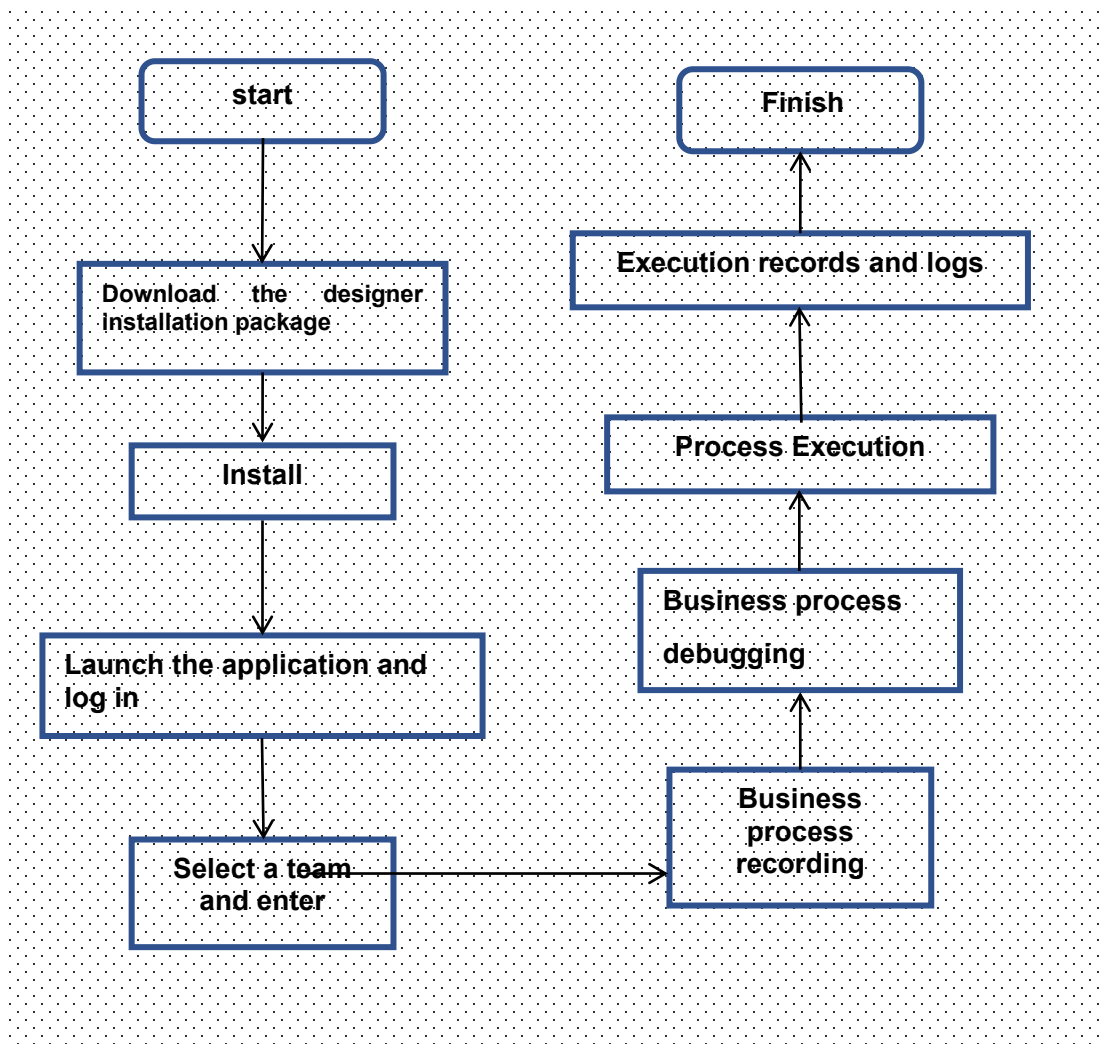 start
Download the designer
installation package
Install
Launch the application and
log in
Select a team
and enter
Business
process
recording
Business process
debugging
Process Execution
Execution records and logs
Finish